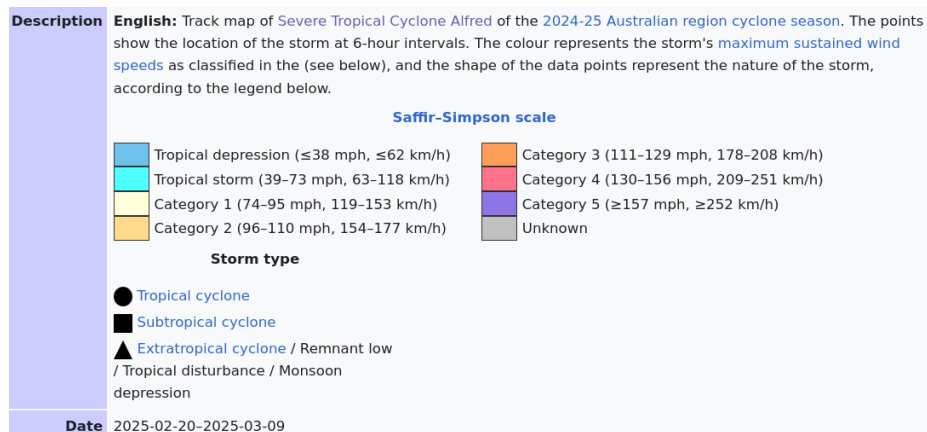 Description English: Track map of Severe Tropical Cyclone Alfred of the 2024-25 Australian region cyclone season. The points
show the location of the storm at 6-hour intervals. The colour represents the storm's maximum sustained wind
speeds as classified in the (see below), and the shape of the data points represent the nature of the storm,
according to the legend below.
Saffir–Simpson scale
Tropical depression (≤38 mph, ≤62 km/h)
Tropical storm (39–73 mph, 63–118 km/h)
Category 1 (74–95 mph, 119–153 km/h)
Category 2 (96–110 mph, 154–177 km/h)
Category 3 (111–129 mph, 178–208 km/h)
Category 4 (130–156 mph, 209–251 km/h)
Category 5 (≥157 mph, ≥252 km/h)
Unknown
Storm type
Tropical cyclone
Subtropical cyclone
Extratropical cyclone / Remnant low
/ Tropical disturbance / Monsoon
depression
Date 2025-02-20–2025-03-09